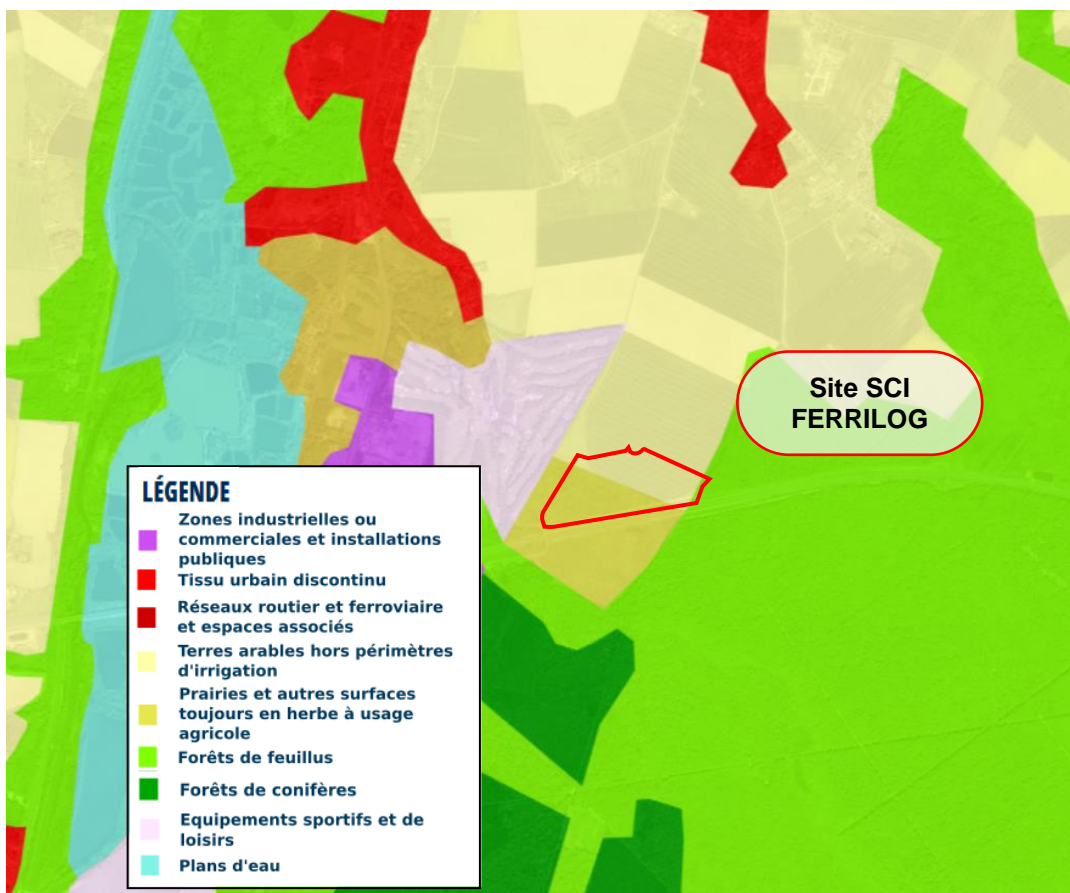 Site SCI
FERRILOG
LÉGENDE
Zones industrielles ou
commerciales et installations
publiques
Tissu urbain discontinu
Réseaux routier et ferroviaire
et espaces associés
Terres arables hors périmètres
d'irrigation
Prairies et autres surfaces
toujours en herbe à usage
agricole
Forêts de feuillus
Forêts de conifères
Equipements sportifs et de
loisirs
Plans d'eau